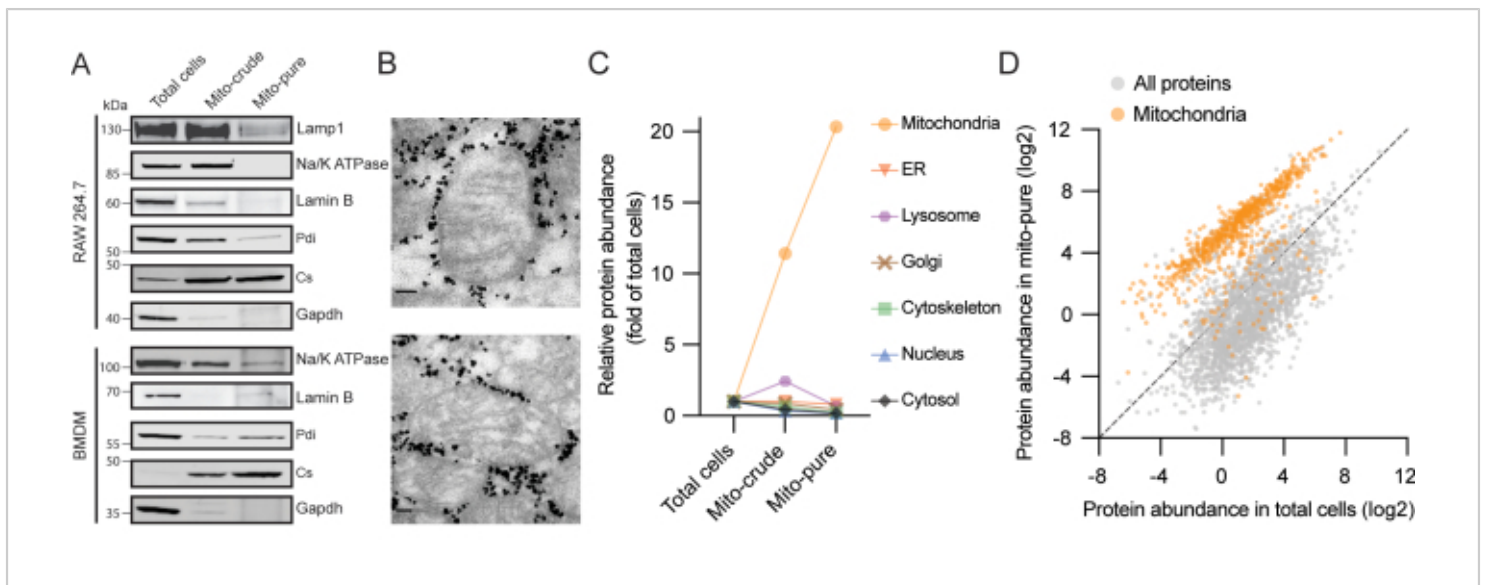 A
B
C
D
Total cells
Mito-crude
Mito-pure
kDa
RAW 264.7
130
Lamp1
Na/K ATPase
85
60
Lamin B
Pdi
50
50
Cs
40
Gapdh
BMDM
100
Na/K ATPase
70
Lamin B
Pdi
55
50
Cs
35
Gapdh
Relative protein abundance
(fold of total cells)
20
15
10
5
0
Total cells
Mito-crude
Mito-pure
Mitochondria
ER
Lysosome
Golgi
Cytoskeleton
Nucleus
Cytosol
All proteins
Mitochondria
Protein abundance in mito-pure (log2)
12
8
4
0
-4
-8
-8 -4 0 4 8 12
Protein abundance in total cells (log2)